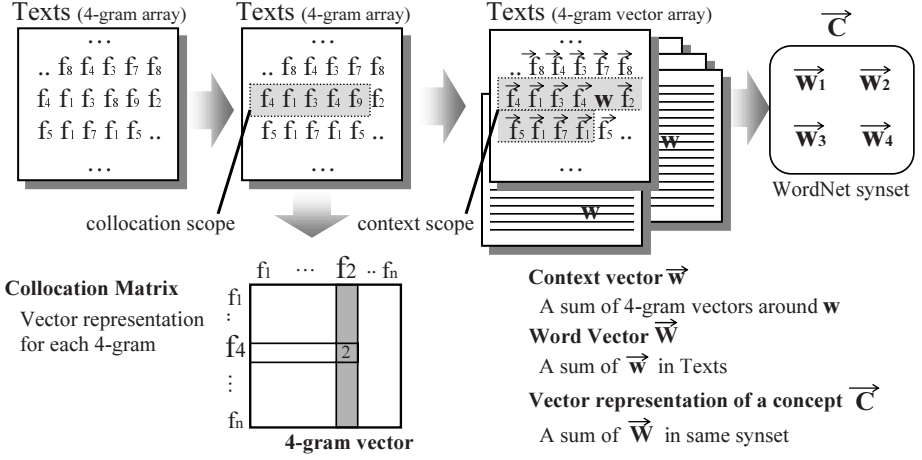 Texts (4-gram array)
...
.. f8 f4 f3 f7 f8
f4 f1 f3 f8 f9 f2
f5 f1 f7 f1 f5 ..
...
Texts (4-gram array)
...
.. f8 f4 f3 f7 f8
f4 f1 f3 f4 f9 f2
f5 f1 f7 f1 f5 ..
...
collocation scope
Texts (4-gram vector array)
...
.. f8 f4 f3 f7 f8
f4 f1 f3 f4 w f2
f5 f1 f7 f1 f5 ..
...
w
w
context scope
C
W1 W2
W3 W4
WordNet synset
Collocation Matrix
Vector representation
for each 4-gram
f1 ... f2 .. fn
f1
:
f4 2
:
:
fn
4-gram vector
Context vector w
A sum of 4-gram vectors around w
Word Vector W
A sum of w in Texts
Vector representation of a concept C
A sum of W in same synset